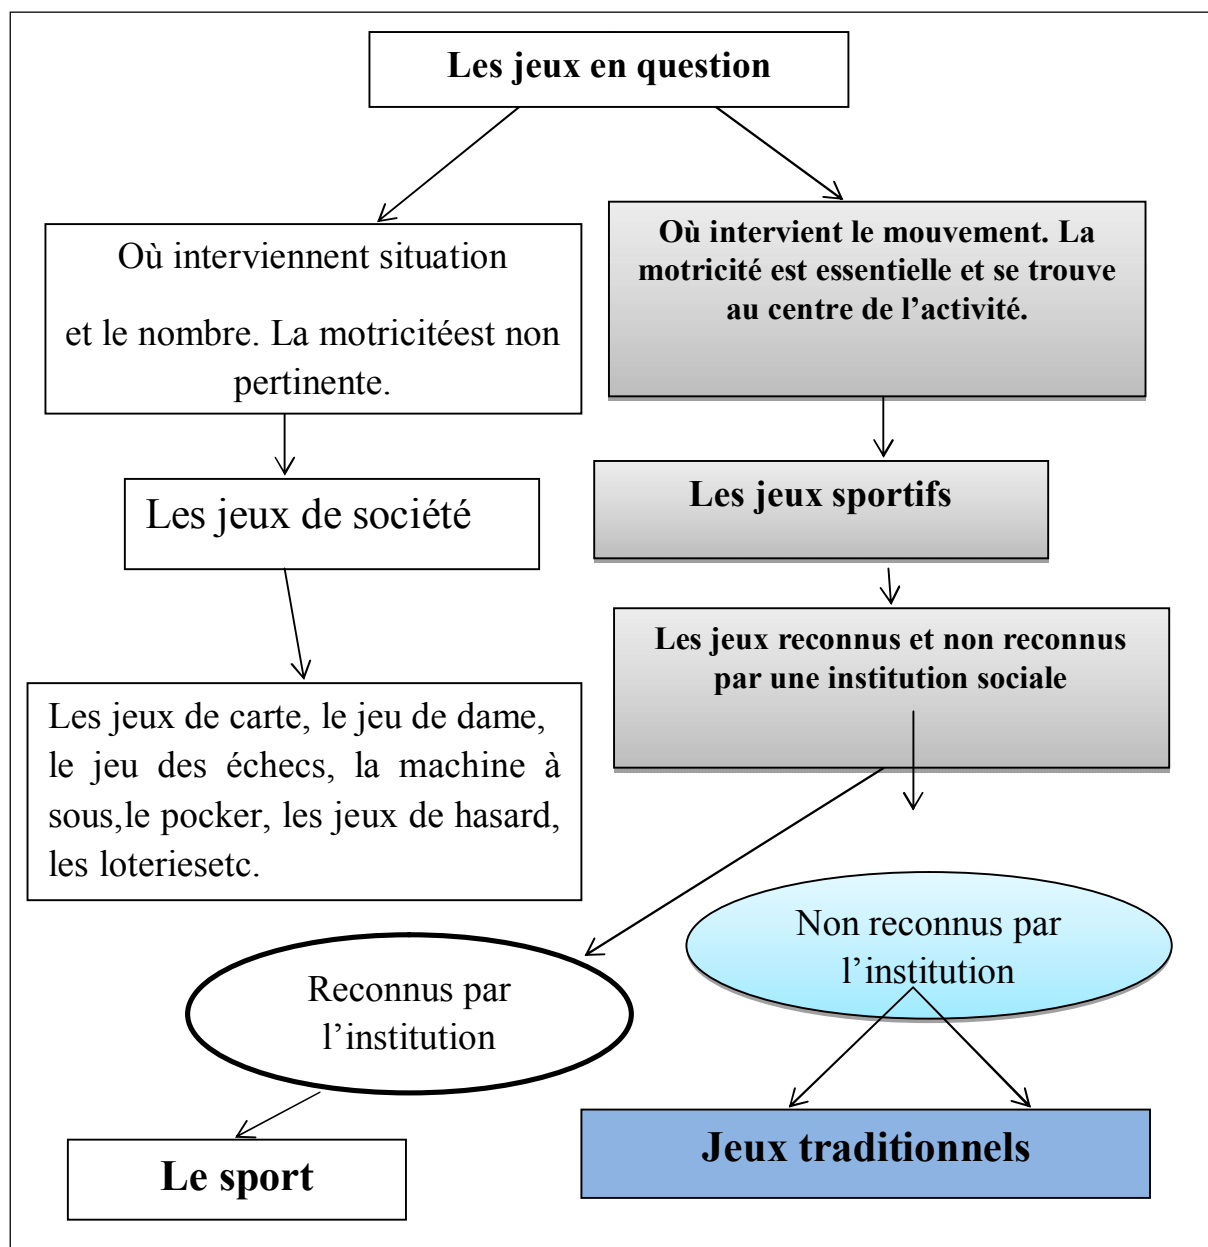 Les jeux en question
Où interviennent situation
et le nombre. La motricitéest non
pertinente.
Où intervient le mouvement. La
motricité est essentielle et se trouve
au centre de l’activité.
Les jeux de société
Les jeux sportifs
Les jeux reconnus et non reconnus
par une institution sociale
Les jeux de carte, le jeu de dame,
le jeu des échecs, la machine à
sous,le pocker, les jeux de hasard,
les loteriesetc.
Non reconnus par
l’institution
Reconnus par
l’institution
Jeux traditionnels
Le sport